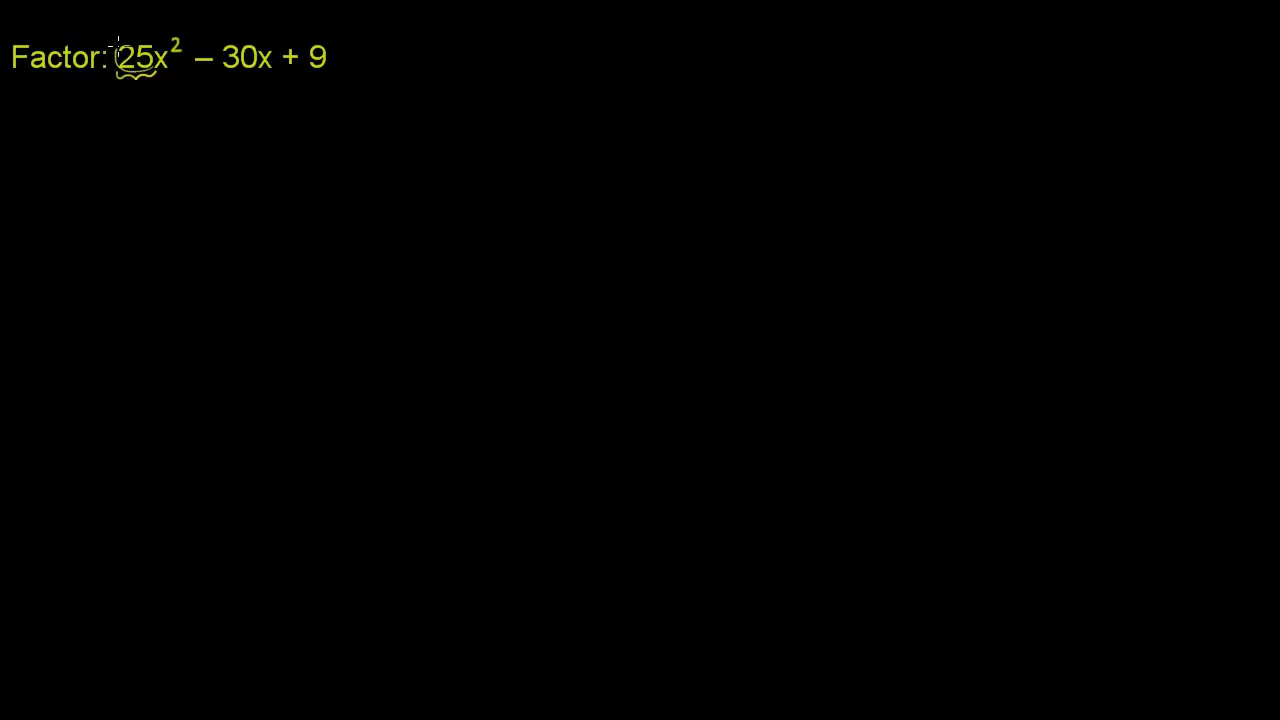 Factor: 25x² – 30x + 9